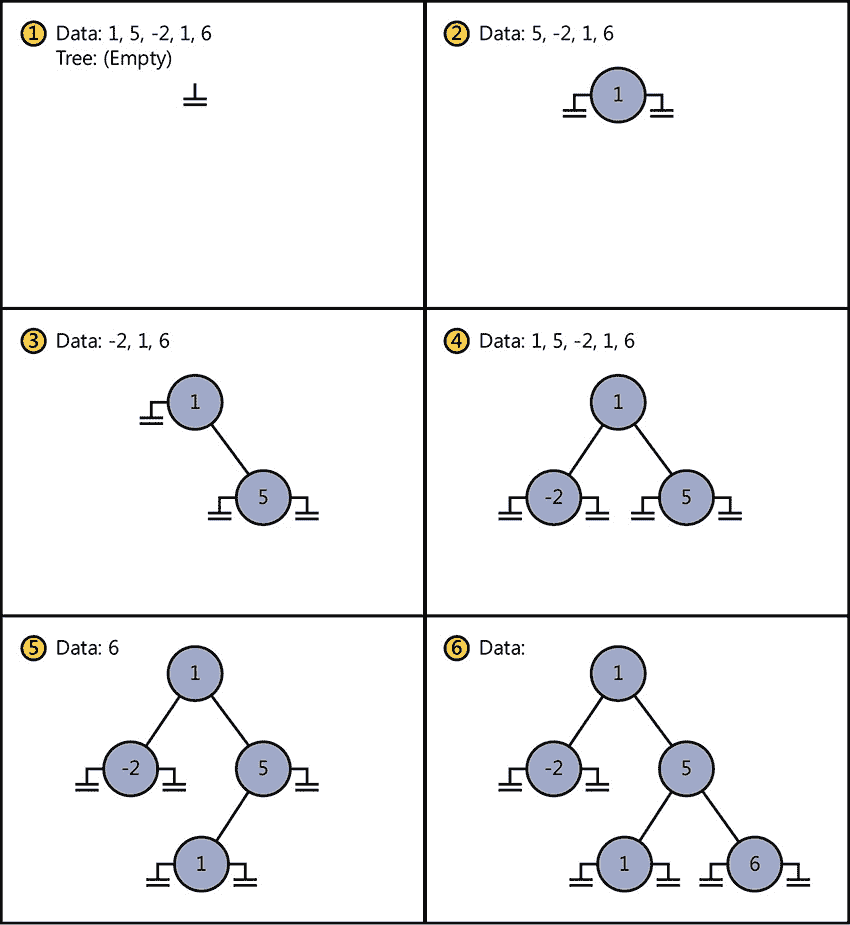 1 Data: 1, 5, -2, 1, 6
Tree: (Empty)
2 Data: 5, -2, 1, 6
1
3 Data: -2, 1, 6
1
5
4 Data: 1, 5, -2, 1, 6
1
-2 5
5 Data: 6
1
-2 5
1
6 Data:
1
-2 5
1 6